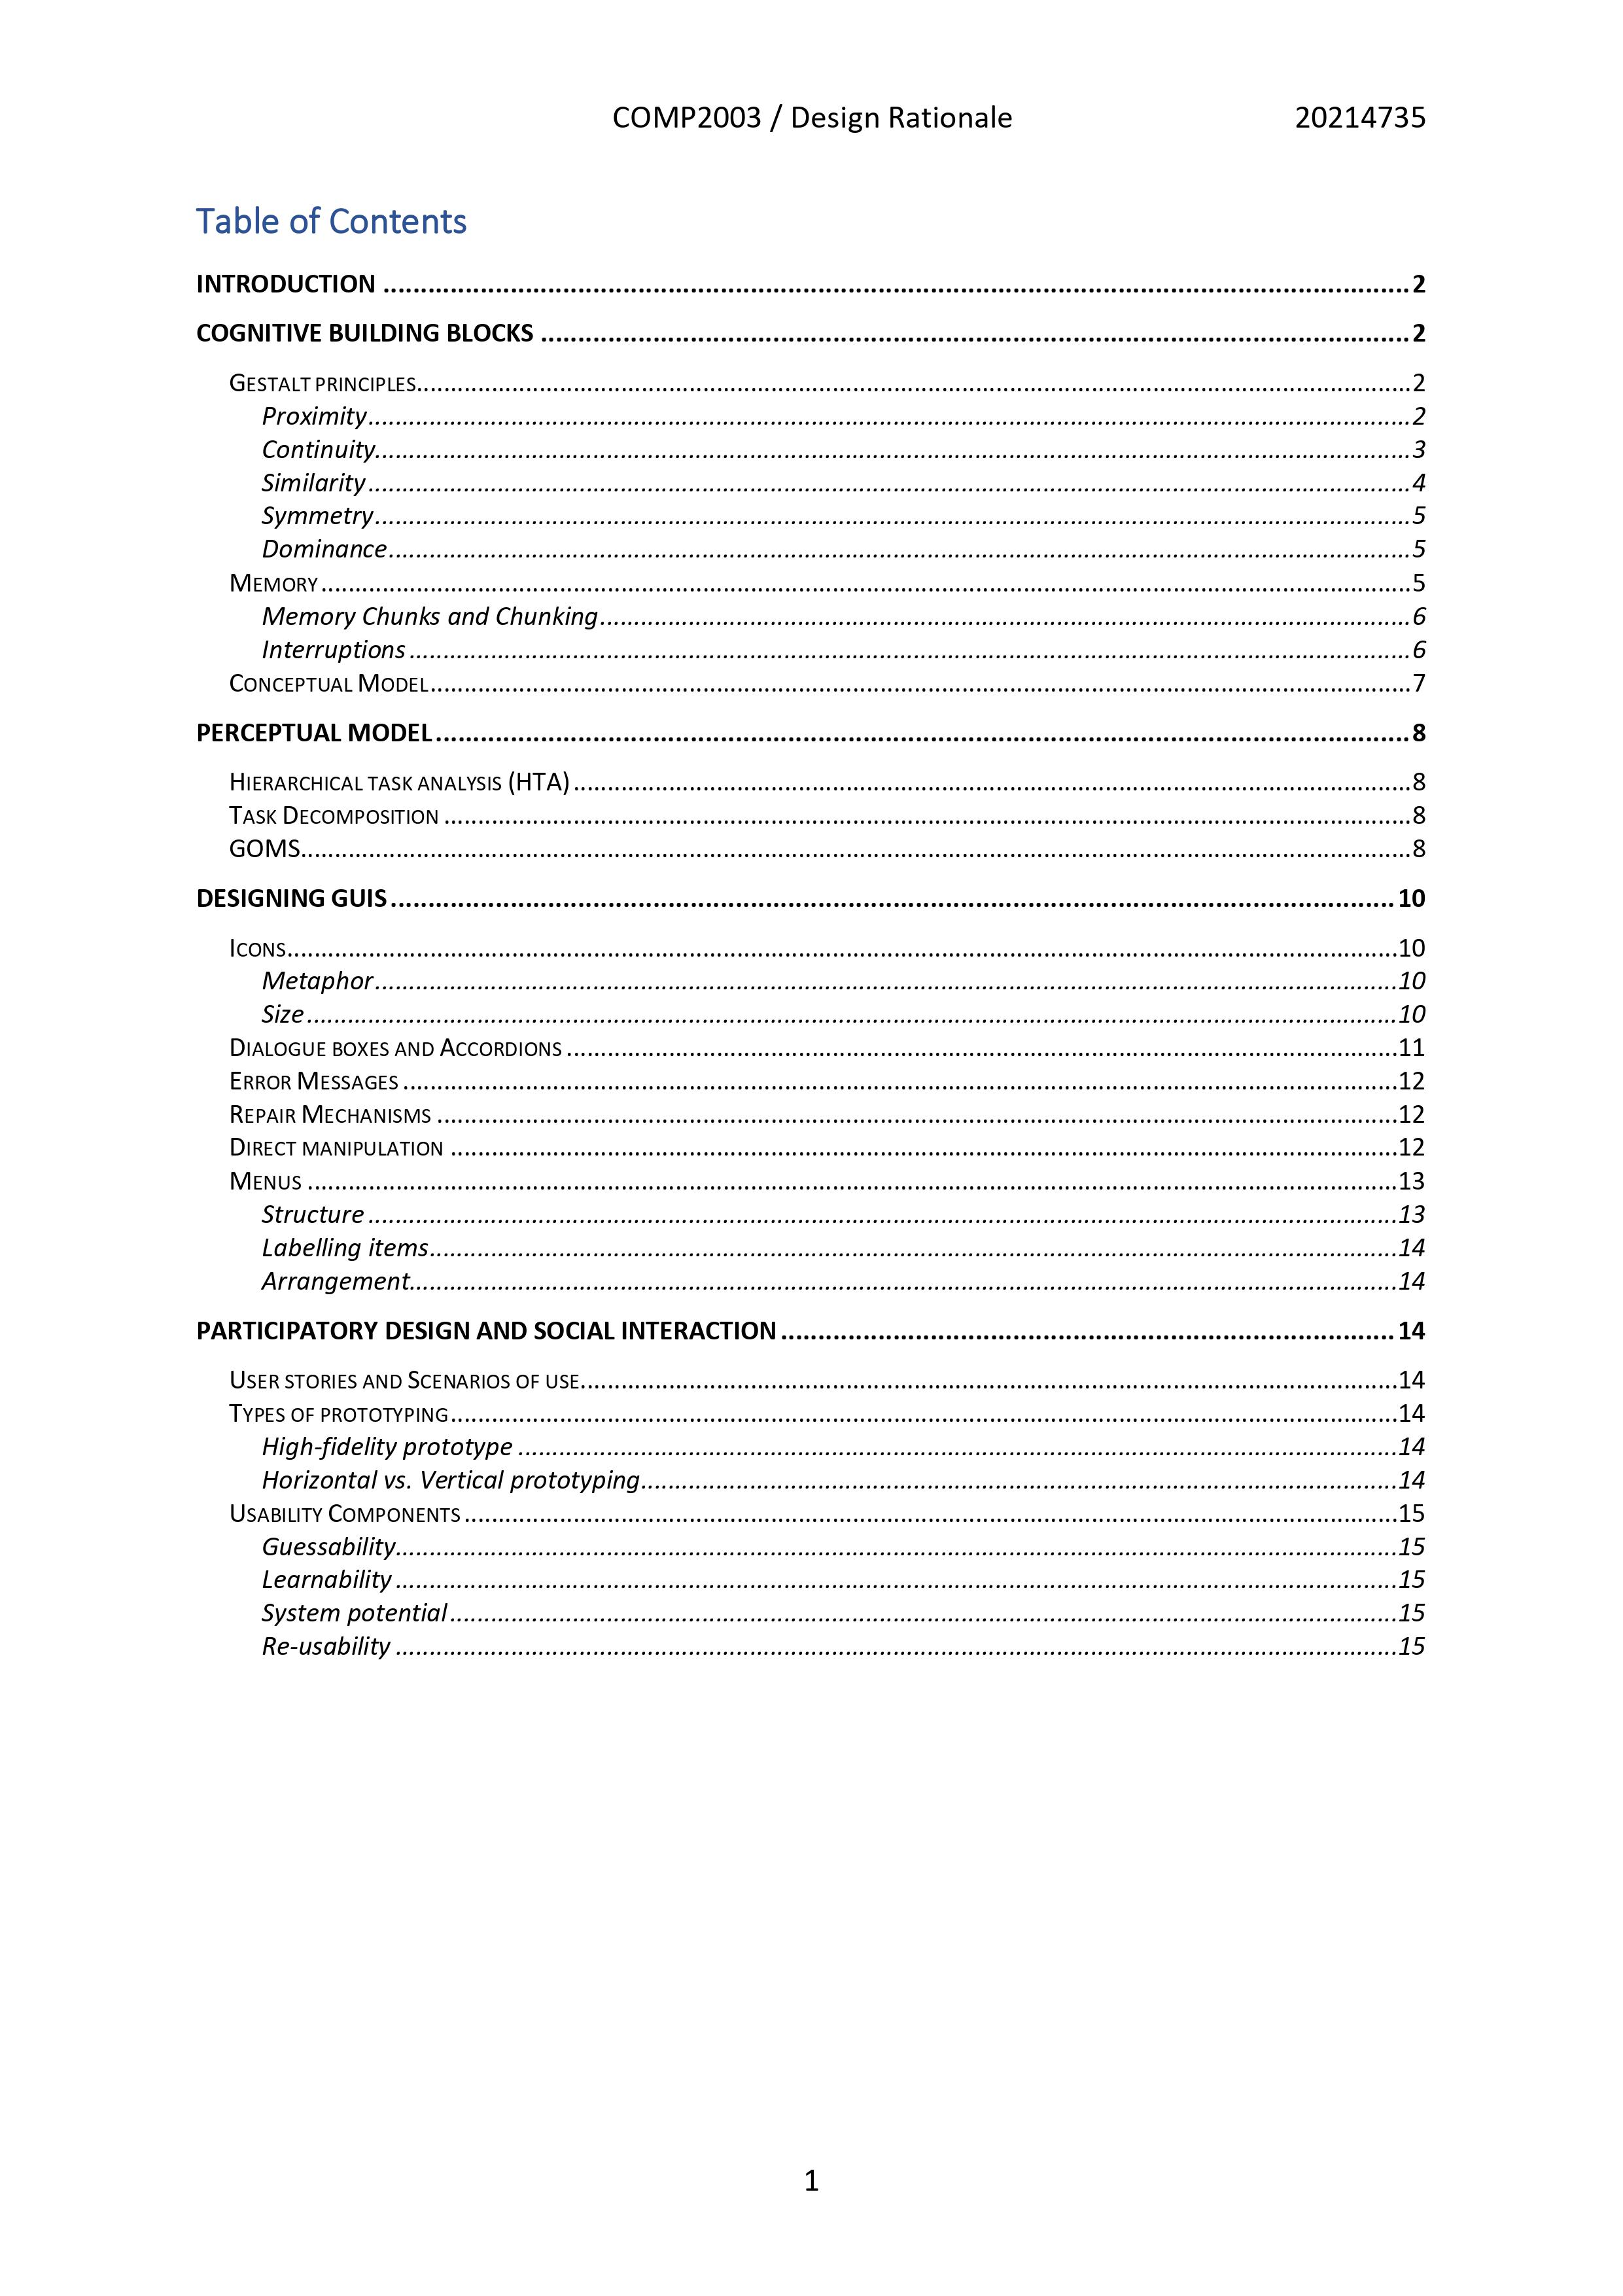 COMP2003 / Design Rationale 20214735
Table of Contents
INTRODUCTION ........ 2
COGNITIVE BUILDING BLOCKS ........ 2
GESTALT PRINCIPLES ........ 2
Proximity ........ 2
Continuity ........ 3
Similarity ........ 4
Symmetry ........ 5
Dominance ........ 5
MEMORY ........ 5
Memory Chunks and Chunking ........ 6
Interruptions ........ 6
CONCEPTUAL MODEL ........ 7
PERCEPTUAL MODEL ........ 8
HIERARCHICAL TASK ANALYSIS (HTA) ........ 8
TASK DECOMPOSITION ........ 8
GOMS ........ 8
DESIGNING GUIS ........ 10
ICONS ........ 10
Metaphor ........ 10
Size ........ 10
DIALOGUE BOXES AND ACCORDIONS ........ 11
ERROR MESSAGES ........ 12
REPAIR MECHANISMS ........ 12
DIRECT MANIPULATION ........ 12
MENUS ........ 13
Structure ........ 13
Labelling items ........ 14
Arrangement ........ 14
PARTICIPATORY DESIGN AND SOCIAL INTERACTION ........ 14
USER STORIES AND SCENARIOS OF USE ........ 14
TYPES OF PROTOTYPING ........ 14
High-fidelity prototype ........ 14
Horizontal vs. Vertical prototyping ........ 14
USABILITY COMPONENTS ........ 15
Guessability ........ 15
Learnability ........ 15
System potential ........ 15
Re-usability ........ 15
1